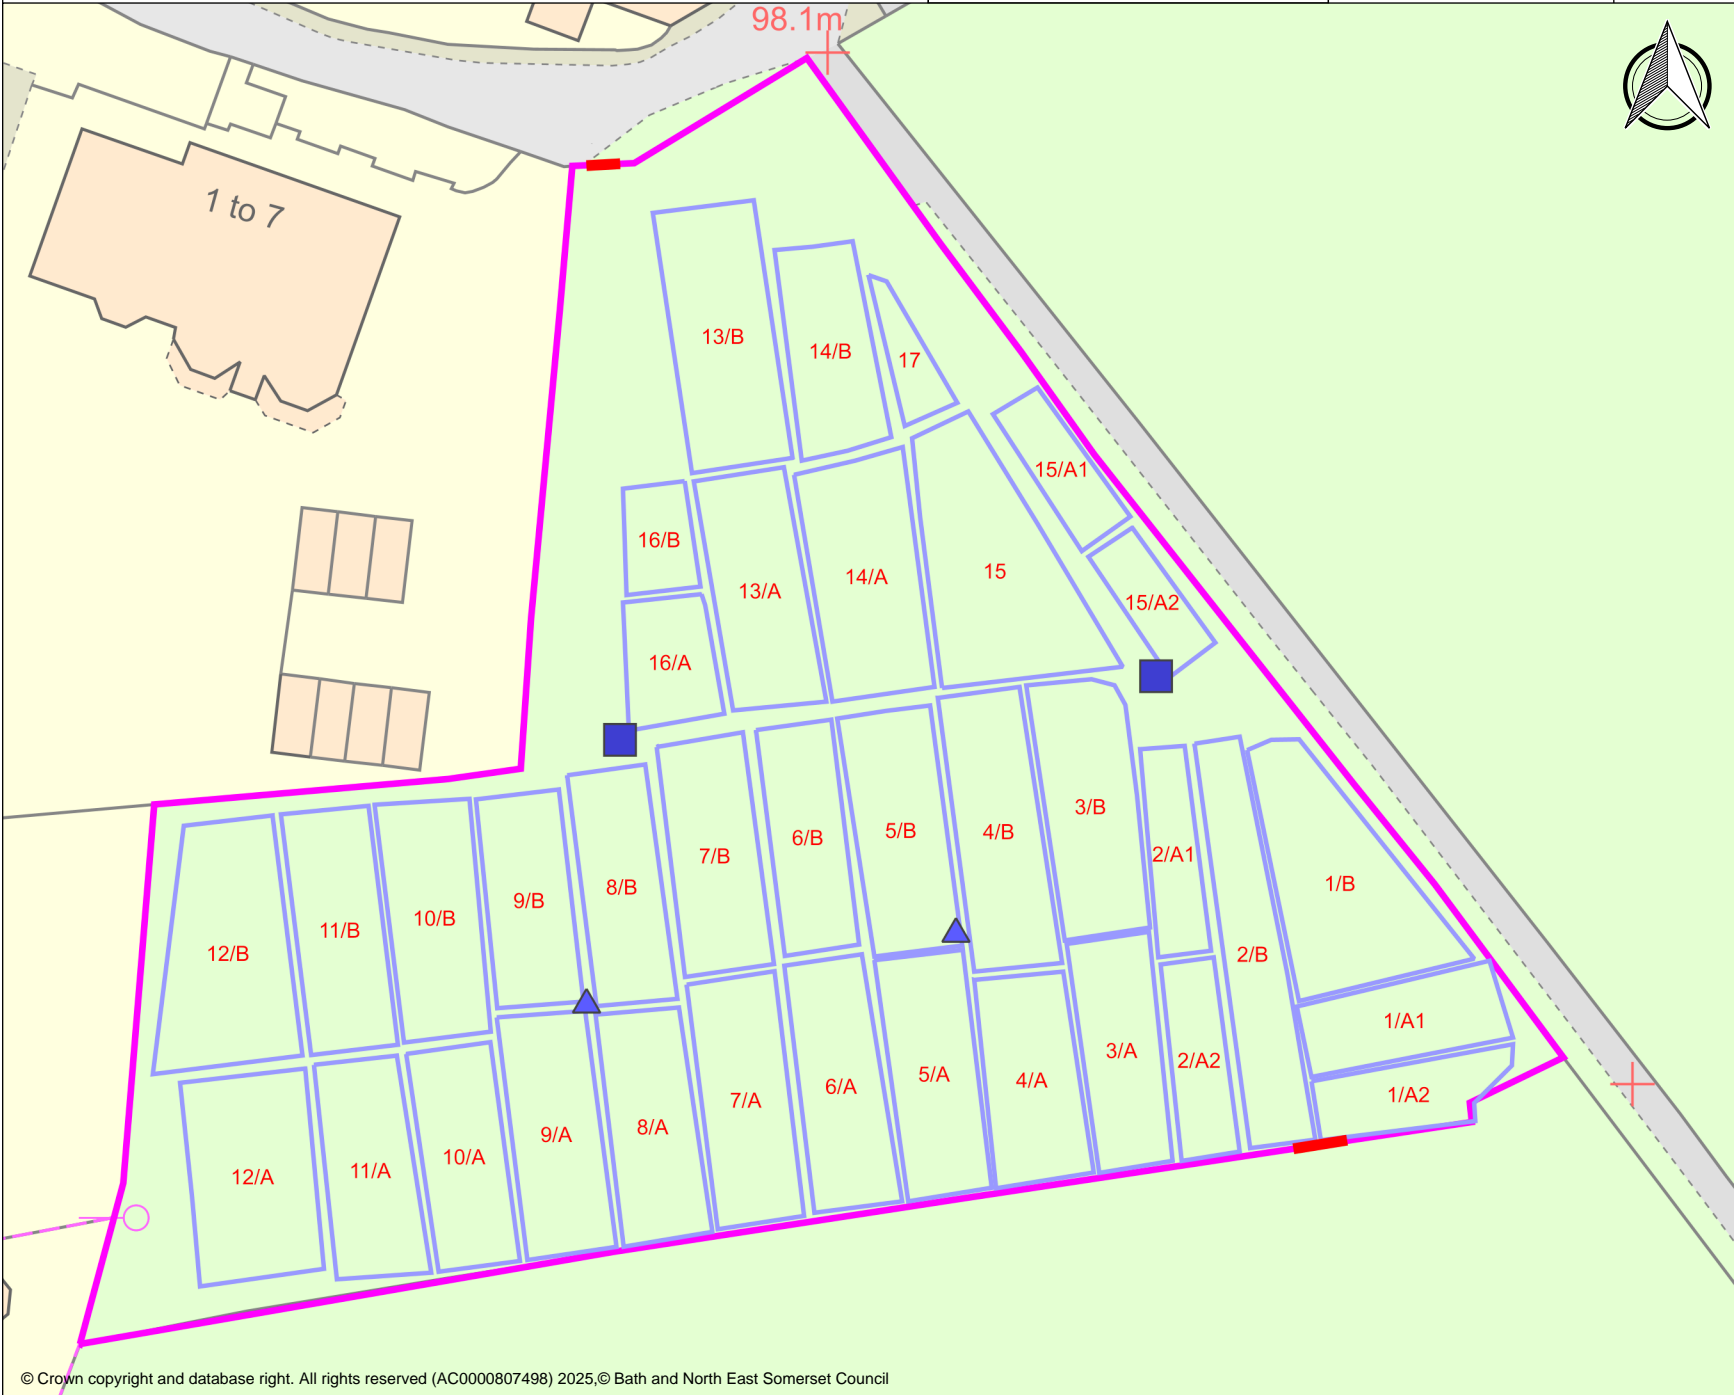 98.1m
1 to 7
13/B
14/B
17
15/A1
16/B
13/A
14/A
15
15/A2
16/A
3/B
4/B
5/B
6/B
2/A1
7/B
1/B
8/B
9/B
10/B
11/B
12/B
2/B
1/A1
3/A
2/A2
5/A
4/A
6/A
1/A2
7/A
8/A
9/A
10/A
11/A
12/A
© Crown copyright and database right. All rights reserved (AC0000807498) 2025,© Bath and North East Somerset Council